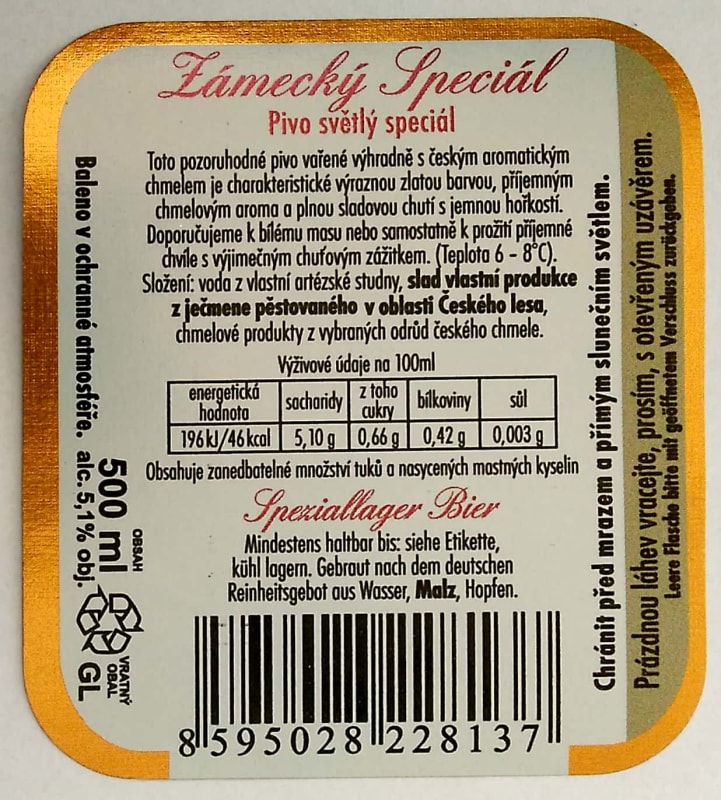 Zámecký Speciál
Pivo světlý speciál
Toto pozoruhodné pivo vařené výhradně s českým aromatickým
chmelem je charakteristické výraznou zlatou barvou, příjemným
chmelovým aroma a plnou sladovou chutí s jemnou hořkostí.
Doporučujeme k bílému masu nebo samostatně k prožití příjemné
chvíle s výjimečným chuťovým zážitkem. (Teplota 6 - 8°C).
Složení: voda z vlastní artézské studny, slad vlastní produkce
z ječmene pěstovaného v oblasti Českého lesa,
chmelové produkty z vybraných odrůd českého chmele.
Výživové údaje na 100ml
energetická hodnota sacharidy z toho cukry bílkoviny sůl
196 kJ/46 kcal 5,10 g 0,66 g 0,42 g 0,003 g
Obsahuje zanedbatelné množství tuků a nasycených mastných kyselin
Speziallager Bier
Mindestens haltbar bis: siehe Etikette,
kühl lagern. Gebraut nach dem deutschen
Reinheitsgebot aus Wasser, Malz, Hopfen.
8 595028 228137
Baleno v ochranné atmosféře. alc. 5,1% obj.
OBSAH
500 ml
VRATNÝ
OBAL
GL
Chránit před mrazem a přímým slunečním světlem.
Prázdnou láhev vracejte, prosím, s otevřeným uzávěrem.
Leere Flasche bitte mit geöffnetem Verschluss zurückgeben.